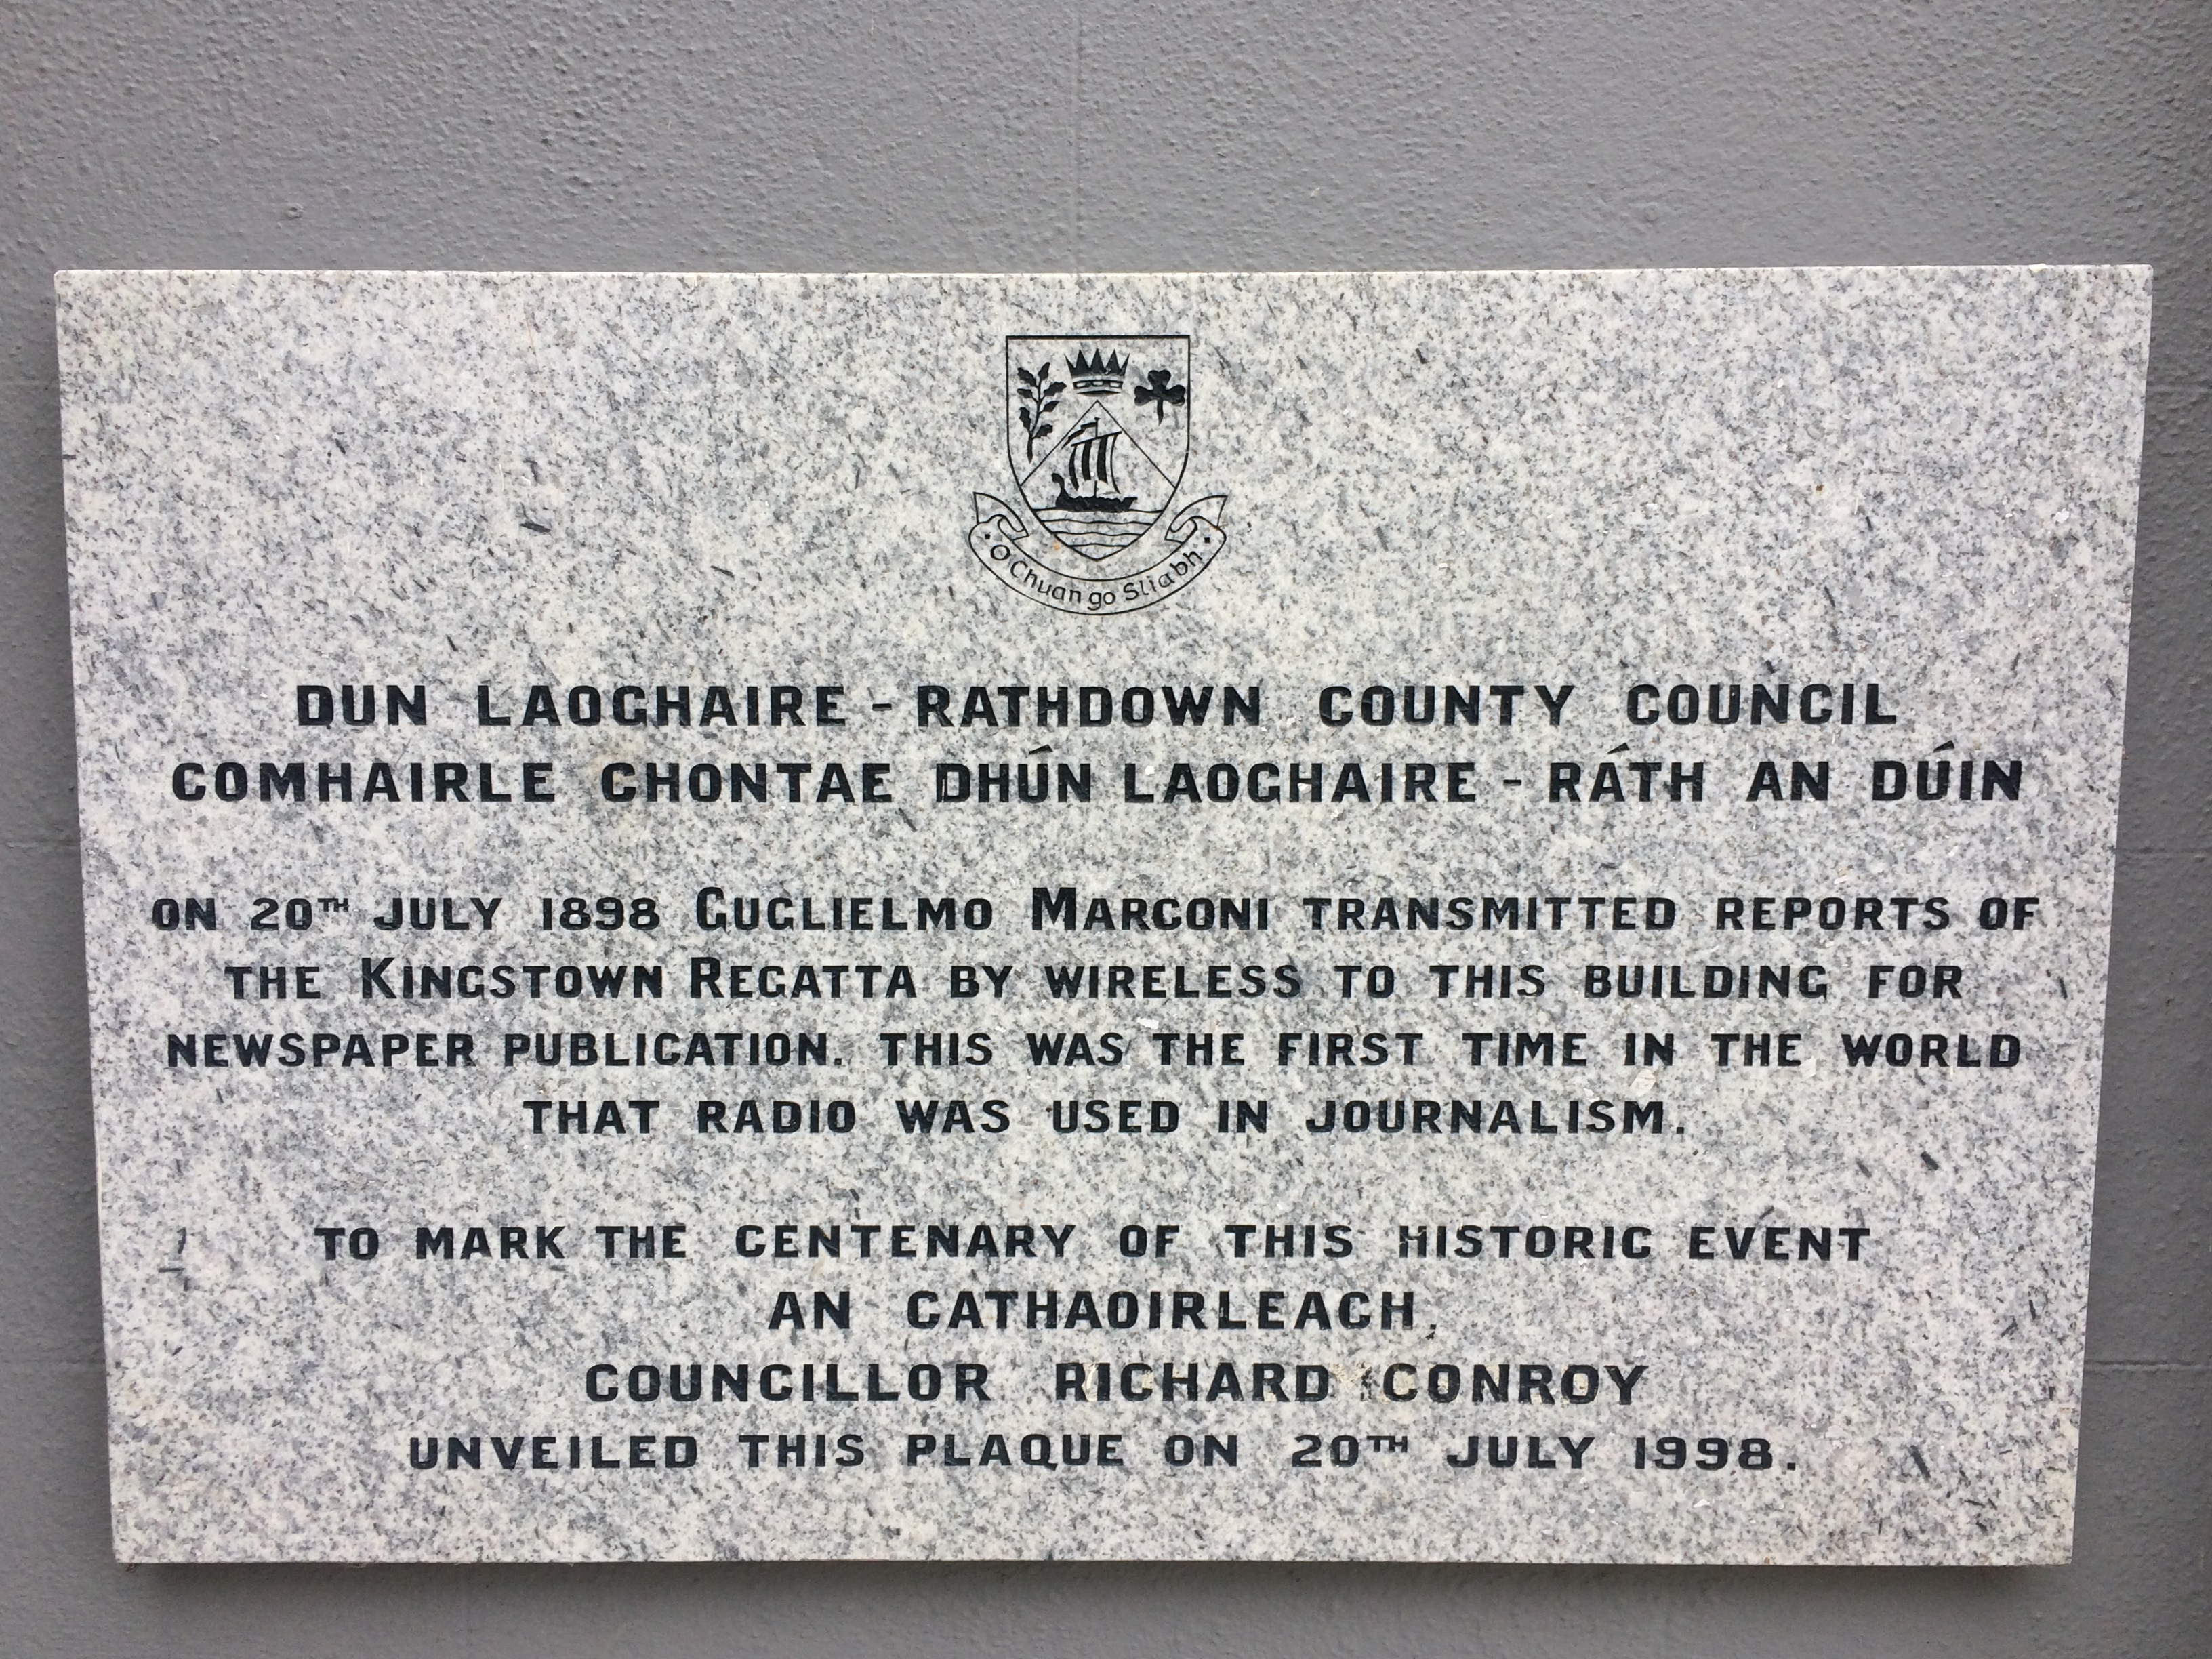 O Chuan go Sliabh
DUN LAOGHAIRE - RATHDOWN COUNTY COUNCIL
COMHAIRLE CHONTAE DHÚN LAOGHAIRE - RÁTH AN DÚIN
ON 20TH JULY 1898 GUGLIELMO MARCONI TRANSMITTED REPORTS OF
THE KINGSTOWN REGATTA BY WIRELESS TO THIS BUILDING FOR
NEWSPAPER PUBLICATION. THIS WAS THE FIRST TIME IN THE WORLD
THAT RADIO WAS USED IN JOURNALISM.
TO MARK THE CENTENARY OF THIS HISTORIC EVENT
AN CATHAOIRLEACH,
COUNCILLOR RICHARD CONROY
UNVEILED THIS PLAQUE ON 20TH JULY 1998.